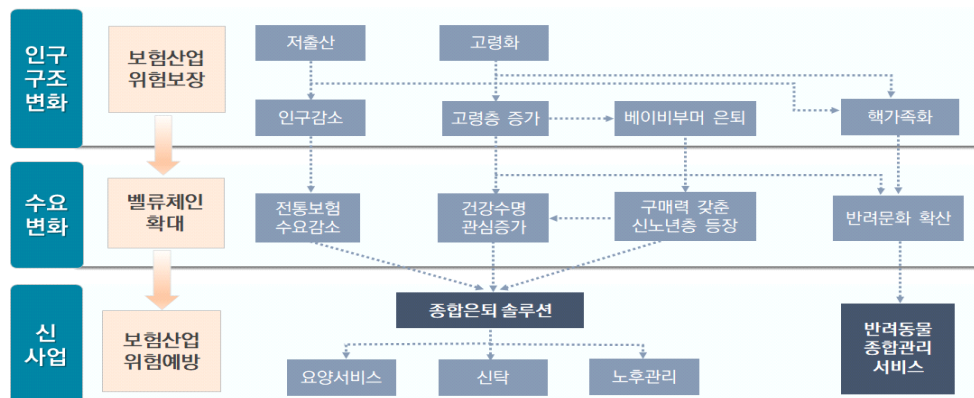 인구
구조
변화
보험산업
위험보장
저출산
고령화
인구감소
고령층 증가
베이비부머 은퇴
핵가족화
수요
변화
벨류체인
확대
전통보험
수요감소
건강수명
관심증가
구매력 갖춘
신노년층 등장
반려문화 확산
신
사업
보험산업
위험예방
종합은퇴 솔루션
요양서비스
신탁
노후관리
반려동물
종합관리
서비스